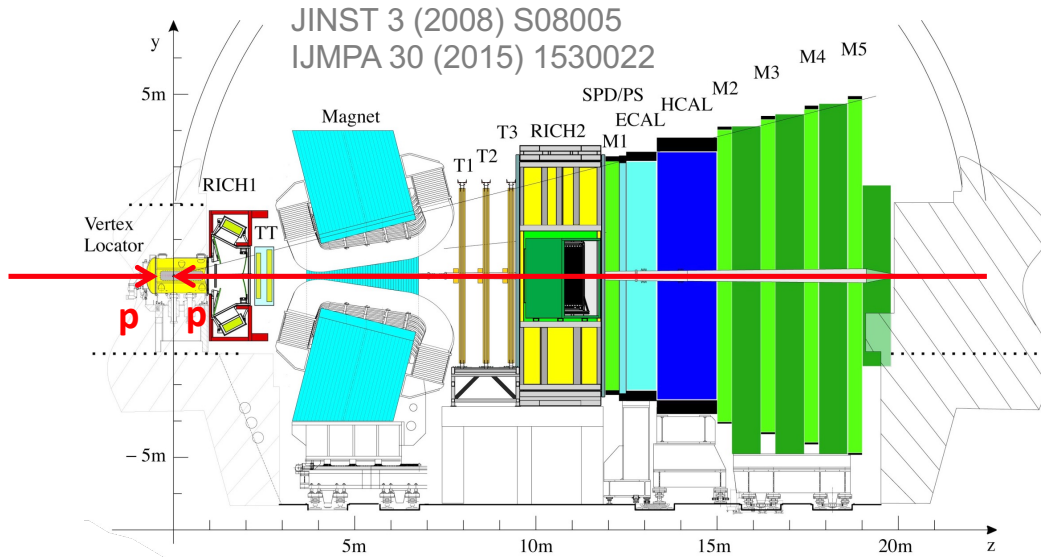 JINST 3 (2008) S08005
IJMPA 30 (2015) 1530022
y
5m
Magnet
SPD/PS
ECAL
HCAL
M1
M2
M3
M4
M5
T1
T2
T3
RICH2
RICH1
TT
Vertex
Locator
p
p
– 5m
5m
10m
15m
20m
z